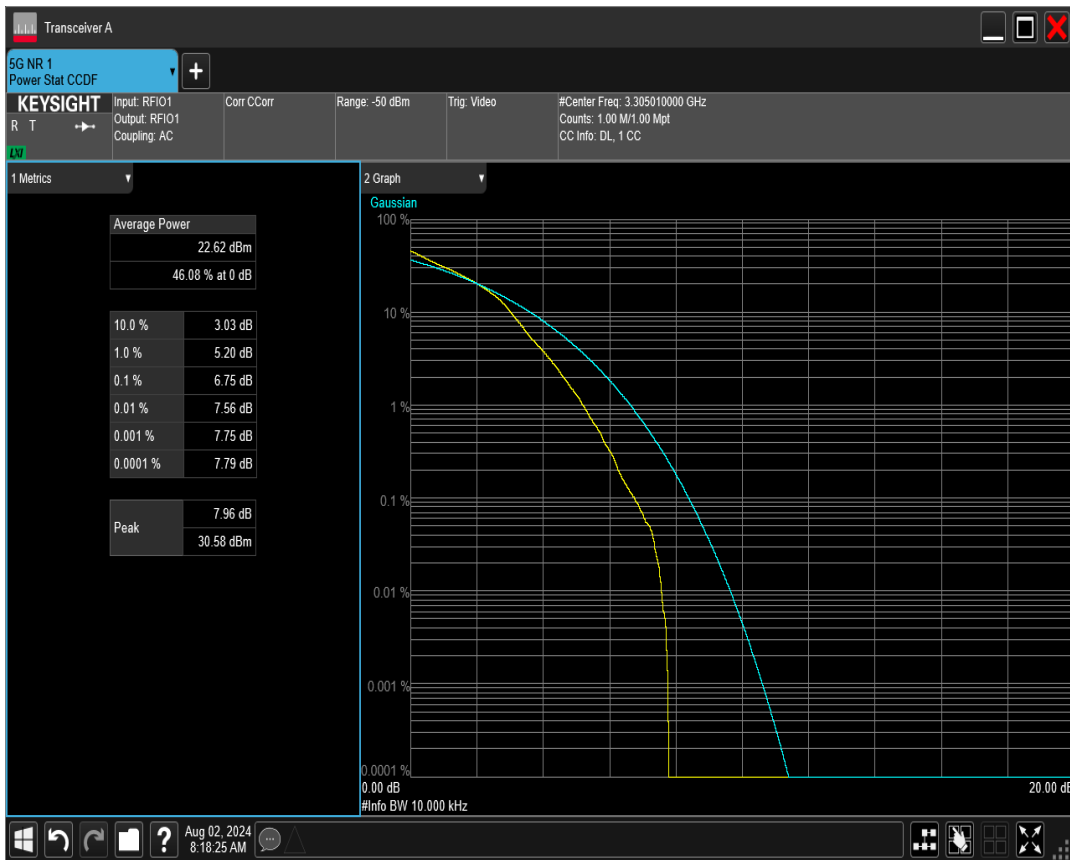 Transceiver A
5G NR 1
Power Stat CCDF
KEYSIGHT
R T
LXI
Input: RFIO1
Output: RFIO1
Coupling: AC
Corr CCorr
Range: -50 dBm
Trig: Video
#Center Freq: 3.305010000 GHz
Counts: 1.00 M/1.00 Mpt
CC Info: DL, 1 CC
1 Metrics
Average Power
22.62 dBm
46.08 % at 0 dB
10.0 % 3.03 dB
1.0 % 5.20 dB
0.1 % 6.75 dB
0.01 % 7.56 dB
0.001 % 7.75 dB
0.0001 % 7.79 dB
Peak
7.96 dB
30.58 dBm
2 Graph
Gaussian
100 %
10 %
1 %
0.1 %
0.01 %
0.001 %
0.0001 %
0.00 dB
20.00 dB
#Info BW 10.000 kHz
?
Aug 02, 2024
8:18:25 AM